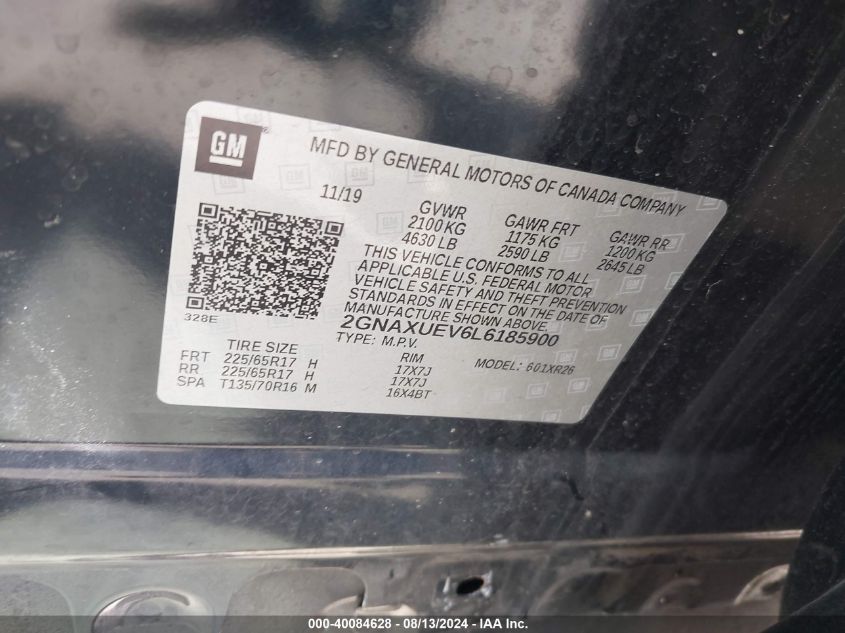 GM
MFD BY GENERAL MOTORS OF CANADA COMPANY
11/19
GVWR GAWR FRT GAWR RR
2100 KG 1175 KG 1200 KG
4630 LB 2590 LB 2645 LB
THIS VEHICLE CONFORMS TO ALL
APPLICABLE U.S. FEDERAL MOTOR
VEHICLE SAFETY AND THEFT PREVENTION
STANDARDS IN EFFECT ON THE DATE OF
MANUFACTURE SHOWN ABOVE.
328E
2GNAXUEV6L6185900
TYPE: M.P.V.
TIRE SIZE RIM MODEL: 601XR26
FRT 225/65R17 H 17X7J
RR 225/65R17 H 17X7J
SPA T135/70R16 M 16X4BT
000-40084628 - 08/13/2024 - IAA Inc.